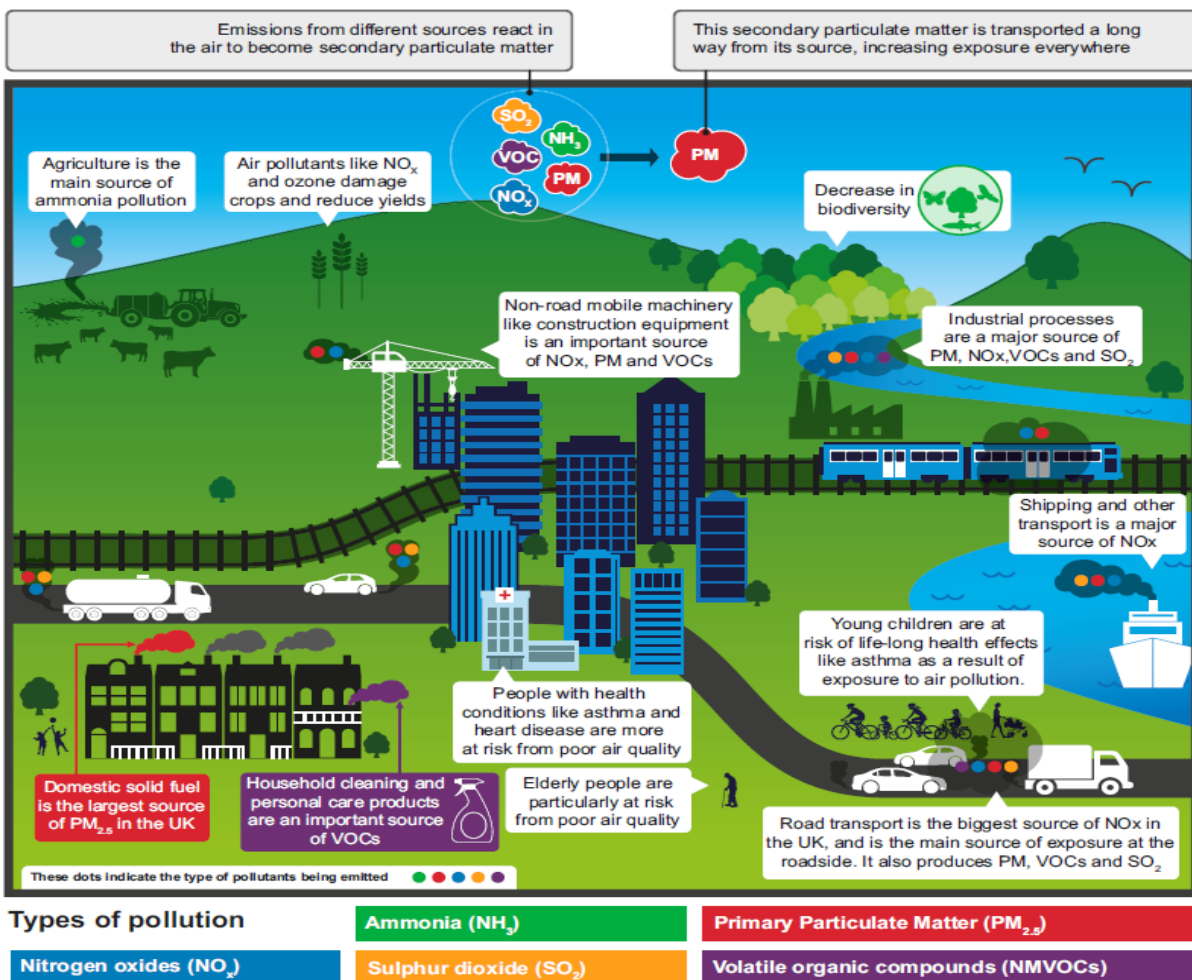 Emissions from different sources react in
the air to become secondary particulate matter
This secondary particulate matter is transported a long
way from its source, increasing exposure everywhere
SO₂
NH₃
VOC
PM
NOₓ
PM
Agriculture is the
main source of
ammonia pollution
Air pollutants like NOₓ
and ozone damage
crops and reduce yields
Decrease in
biodiversity
Non-road mobile machinery
like construction equipment
is an important source
of NOx, PM and VOCs
Industrial processes
are a major source of
PM, NOx,VOCs and SO₂
Shipping and other
transport is a major
source of NOx
Young children are at
risk of life-long health effects
like asthma as a result of
exposure to air pollution.
People with health
conditions like asthma and
heart disease are more
at risk from poor air quality
Domestic solid fuel
is the largest source
of PM₂.₅ in the UK
Household cleaning and
personal care products
are an important source
of VOCs
Elderly people are
particularly at risk
from poor air quality
Road transport is the biggest source of NOx in
the UK, and is the main source of exposure at the
roadside. It also produces PM, VOCs and SO₂
These dots indicate the type of pollutants being emitted
Types of pollution
Ammonia (NH₃)
Primary Particulate Matter (PM₂.₅)
Nitrogen oxides (NOₓ)
Sulphur dioxide (SO₂)
Volatile organic compounds (NMVOCs)